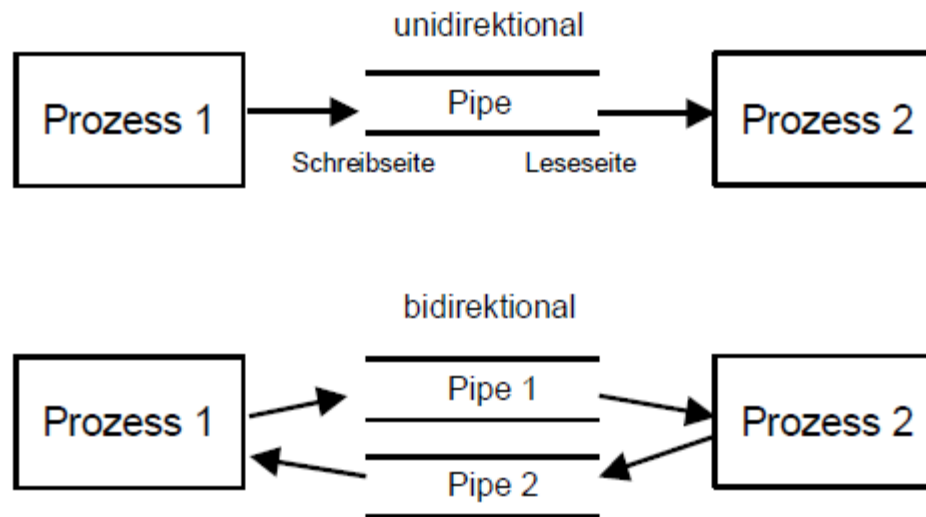 unidirektional
Prozess 1
Pipe
Prozess 2
Schreibseite
Leseseite
bidirektional
Prozess 1
Pipe 1
Prozess 2
Pipe 2